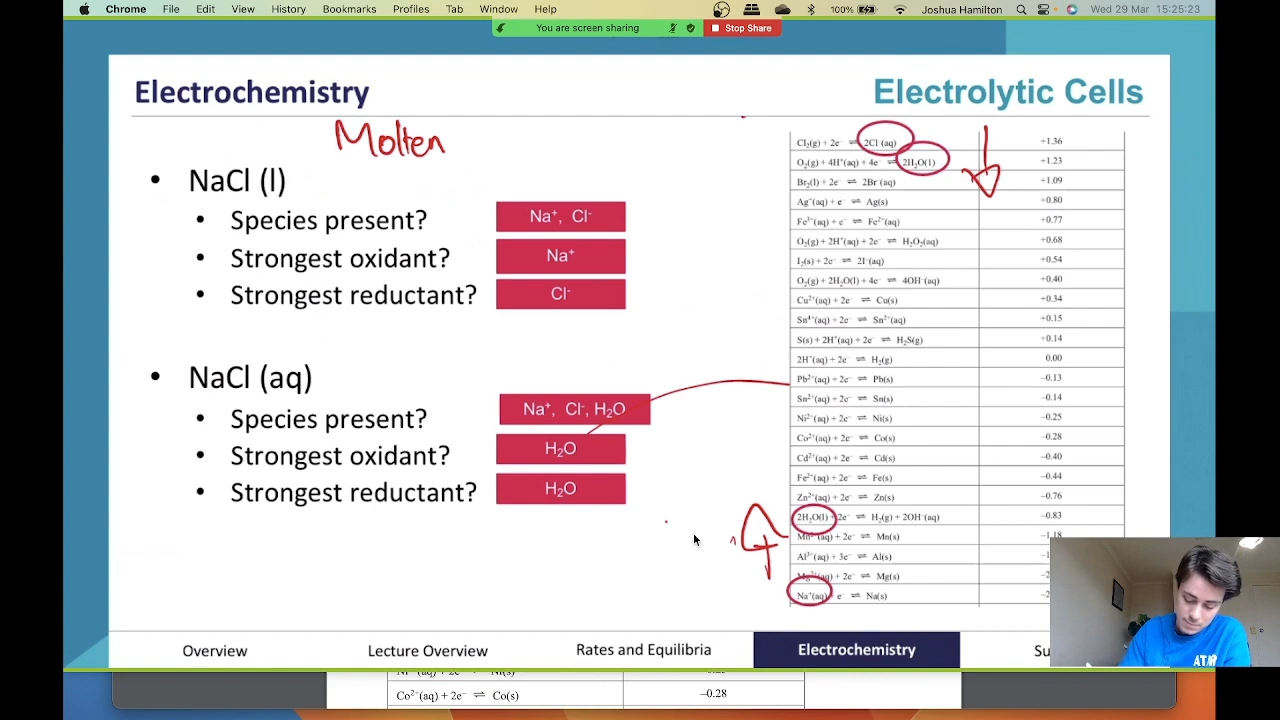 Chrome File Edit View History Bookmarks Profiles Tab Window Help 100% Joshua Hamilton Wed 29 Mar 15:25:23
You are screen sharing Stop Share
Electrochemistry
Electrolytic Cells
Molten
• NaCl (l)
• Species present? Na⁺, Cl⁻
• Strongest oxidant? Na⁺
• Strongest reductant? Cl⁻
• NaCl (aq)
• Species present? Na⁺, Cl⁻, H₂O
• Strongest oxidant? H₂O
• Strongest reductant? H₂O
Cl₂(g) + 2e⁻ ⇌ 2Cl⁻(aq) +1.36
O₂(g) + 4H⁺(aq) + 4e⁻ ⇌ 2H₂O(l) +1.23
Br₂(l) + 2e⁻ ⇌ 2Br⁻(aq) +1.09
Ag⁺(aq) + e⁻ ⇌ Ag(s) +0.80
Fe³⁺(aq) + e⁻ ⇌ Fe²⁺(aq) +0.77
O₂(g) + 2H⁺(aq) + 2e⁻ ⇌ H₂O₂(aq) +0.68
I₂(s) + 2e⁻ ⇌ 2I⁻(aq) +0.54
O₂(g) + 2H₂O(l) + 4e⁻ ⇌ 4OH⁻(aq) +0.40
Cu²⁺(aq) + 2e⁻ ⇌ Cu(s) +0.34
Sn⁴⁺(aq) + 2e⁻ ⇌ Sn²⁺(aq) +0.15
S(s) + 2H⁺(aq) + 2e⁻ ⇌ H₂S(g) +0.14
2H⁺(aq) + 2e⁻ ⇌ H₂(g) 0.00
Pb²⁺(aq) + 2e⁻ ⇌ Pb(s) –0.13
Sn²⁺(aq) + 2e⁻ ⇌ Sn(s) –0.14
Ni²⁺(aq) + 2e⁻ ⇌ Ni(s) –0.25
Co²⁺(aq) + 2e⁻ ⇌ Co(s) –0.28
Cd²⁺(aq) + 2e⁻ ⇌ Cd(s) –0.40
Fe²⁺(aq) + 2e⁻ ⇌ Fe(s) –0.44
Zn²⁺(aq) + 2e⁻ ⇌ Zn(s) –0.76
2H₂O(l) + 2e⁻ ⇌ H₂(g) + 2OH⁻(aq) –0.83
Mn²⁺(aq) + 2e⁻ ⇌ Mn(s) –1.18
Al³⁺(aq) + 3e⁻ ⇌ Al(s)
Mg²⁺(aq) + 2e⁻ ⇌ Mg(s)
Na⁺(aq) + e⁻ ⇌ Na(s)
Overview Lecture Overview Rates and Equilibria Electrochemistry
Co²⁺(aq) + 2e⁻ ⇌ Co(s) –0.28